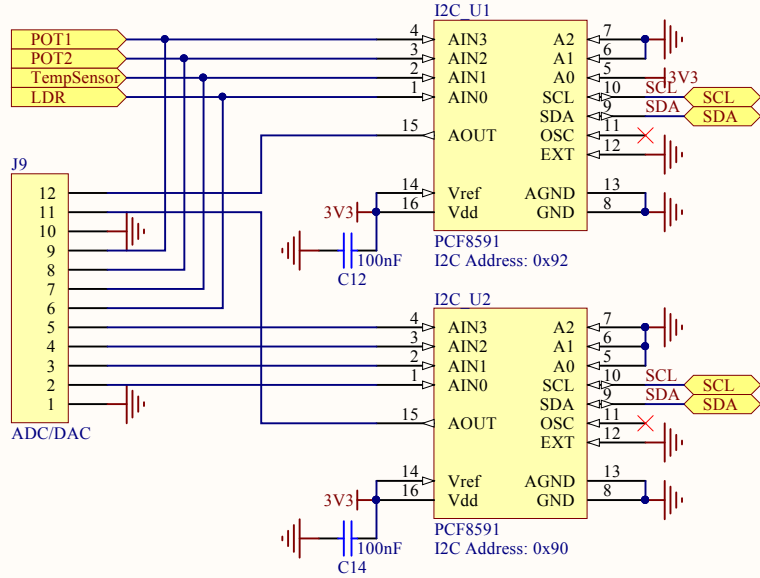 I2C_U1
POT1
POT2
TempSensor
LDR
4 AIN3 A2 7
3 AIN2 A1 6
2 AIN1 A0 5 3V3
1 AIN0 SCL 10 SCL SCL
SDA 9 SDA SDA
15 AOUT OSC 11
EXT 12
14 Vref AGND 13
3V3 16 Vdd GND 8
100nF
C12
PCF8591
I2C Address: 0x92
J9
12
11
10
9
8
7
6
5
4
3
2
1
ADC/DAC
I2C_U2
4 AIN3 A2 7
3 AIN2 A1 6
2 AIN1 A0 5
1 AIN0 SCL 10 SCL SCL
SDA 9 SDA SDA
15 AOUT OSC 11
EXT 12
14 Vref AGND 13
3V3 16 Vdd GND 8
100nF
C14
PCF8591
I2C Address: 0x90